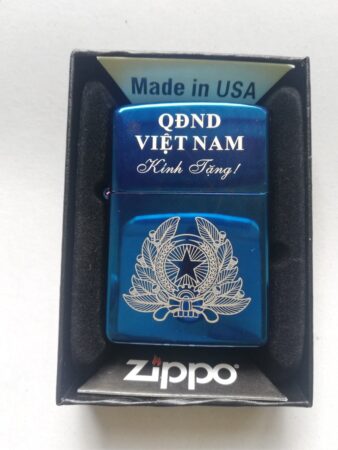 Made in USA
QĐND
VIỆT NAM
Kính Tặng!
zippo